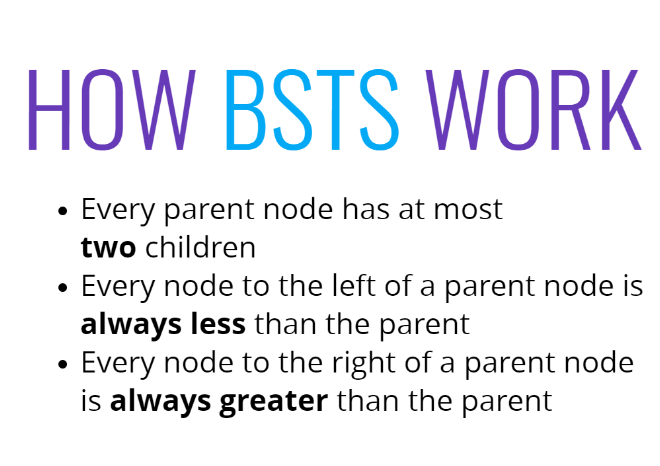 HOW BSTS WORK
• Every parent node has at most
two children
• Every node to the left of a parent node is
always less than the parent
• Every node to the right of a parent node
is always greater than the parent